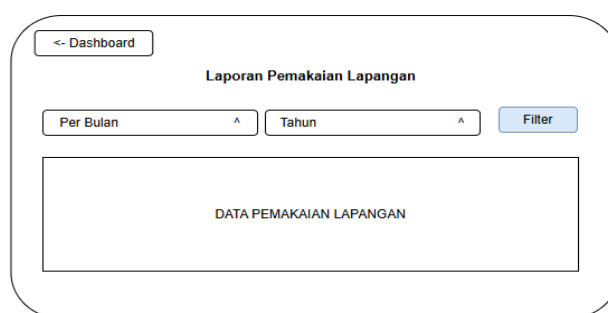 <- Dashboard
Laporan Pemakaian Lapangan
Per Bulan ^ Tahun ^ Filter
DATA PEMAKAIAN LAPANGAN